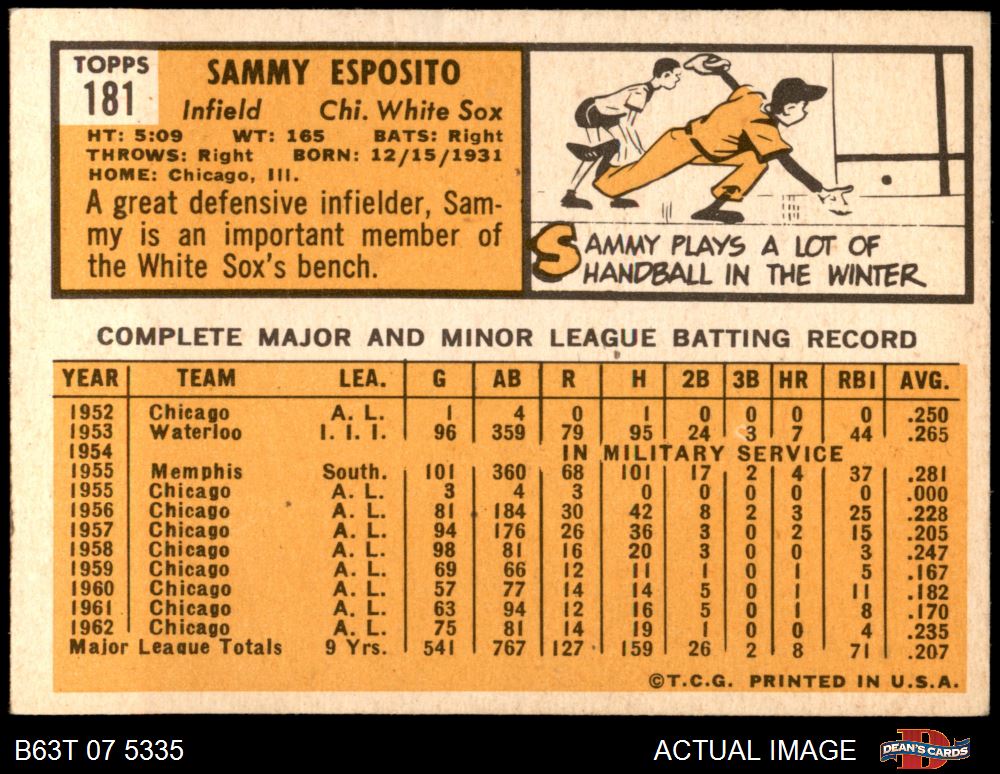 TOPPS
181
SAMMY ESPOSITO
Infield Chi. White Sox
HT: 5:09 WT: 165 BATS: Right
THROWS: Right BORN: 12/15/1931
HOME: Chicago, Ill.
A great defensive infielder, Sam-
my is an important member of
the White Sox's bench.
SAMMY PLAYS A LOT OF
HANDBALL IN THE WINTER
COMPLETE MAJOR AND MINOR LEAGUE BATTING RECORD
YEAR TEAM LEA. G AB R H 2B 3B HR RBI AVG.
1952 Chicago A. L. 1 4 0 1 0 0 0 0 .250
1953 Waterloo I. I. I. 96 359 79 95 24 3 7 44 .265
1954 IN MILITARY SERVICE
1955 Memphis South. 101 360 68 101 17 2 4 37 .281
1955 Chicago A. L. 3 4 3 0 0 0 0 0 .000
1956 Chicago A. L. 81 184 30 42 8 2 3 25 .228
1957 Chicago A. L. 94 176 26 36 3 0 2 15 .205
1958 Chicago A. L. 98 81 16 20 3 0 0 3 .247
1959 Chicago A. L. 69 66 12 11 1 0 1 5 .167
1960 Chicago A. L. 57 77 14 14 5 0 1 11 .182
1961 Chicago A. L. 63 94 12 16 5 0 1 8 .170
1962 Chicago A. L. 75 81 14 19 1 0 0 4 .235
Major League Totals 9 Yrs. 541 767 127 159 26 2 8 71 .207
©T.C.G. PRINTED IN U.S.A.
B63T 07 5335 ACTUAL IMAGE DEAN'S CARDS